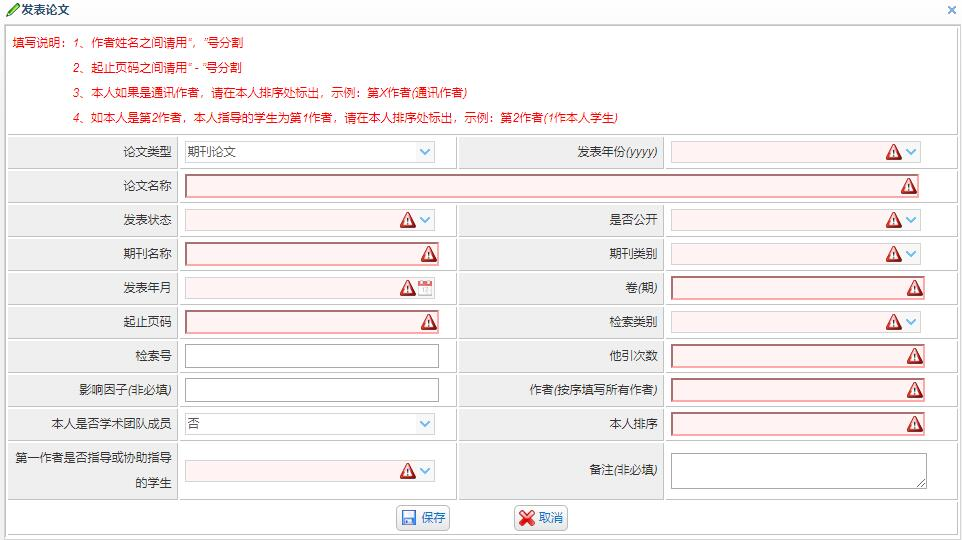 发表论文
填写说明：1、作者姓名之间请用“，”号分割
2、起止页码之间请用“ - ”号分割
3、本人如果是通讯作者，请在本人排序处标出，示例：第X作者(通讯作者)
4、如本人是第2作者，本人指导的学生为第1作者，请在本人排序处标出，示例：第2作者(1作本人学生)
论文类型 期刊论文 发表年份(yyyy)
论文名称
发表状态 是否公开
期刊名称 期刊类别
发表年月 卷(期)
起止页码 检索类别
检索号 他引次数
影响因子(非必填) 作者(按序填写所有作者)
本人是否学术团队成员 否 本人排序
第一作者是否指导或协助指导
的学生 备注(非必填)
保存 取消